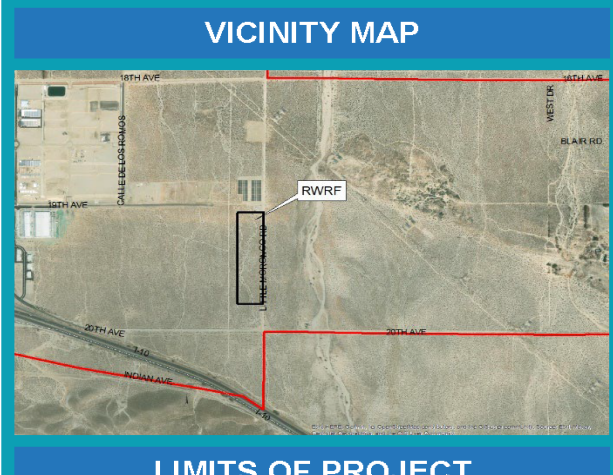 VICINITY MAP
18TH AVE
18TH AVE
WEST DR
CALLE DE LOS ROMOS
BLAIR RD
RWRF
19TH AVE
LITTLE MORONGO RD
20TH AVE
20TH AVE
I-10
INDIAN AVE
I-10
LIMITS OF PROJECT